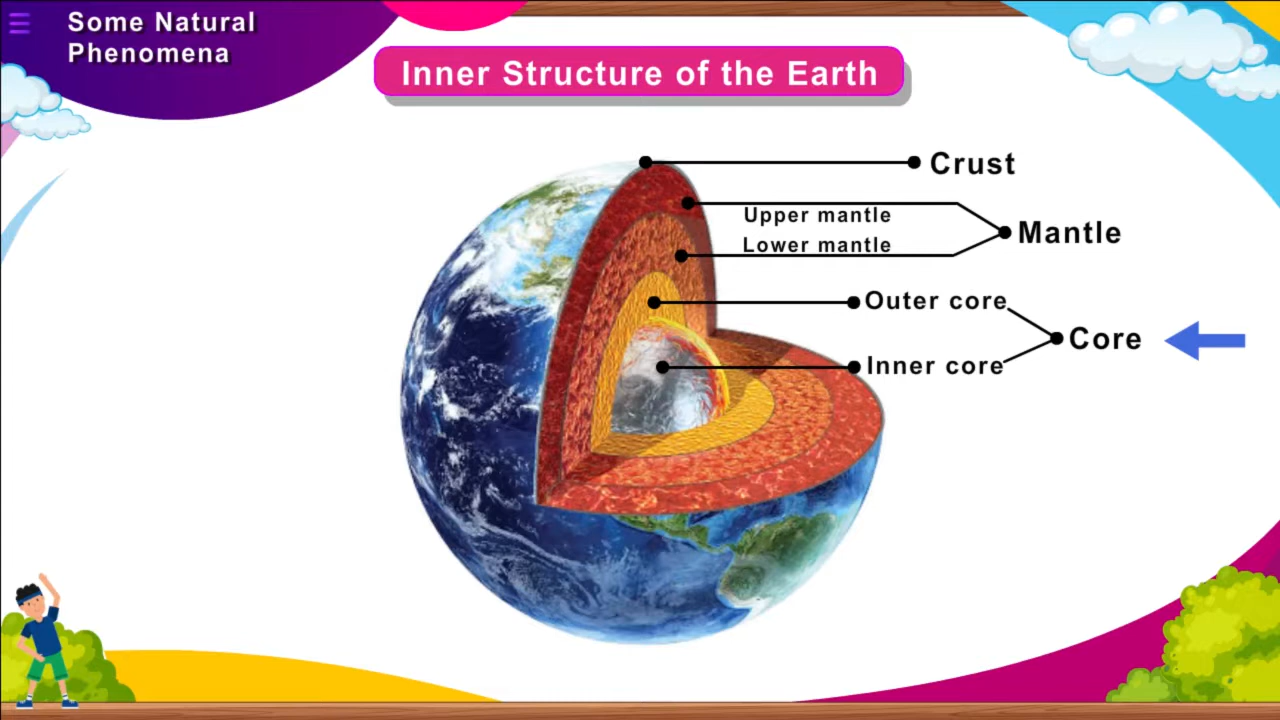 Some Natural
Phenomena
Inner Structure of the Earth
Crust
Upper mantle
Mantle
Lower mantle
Outer core
Core
Inner core